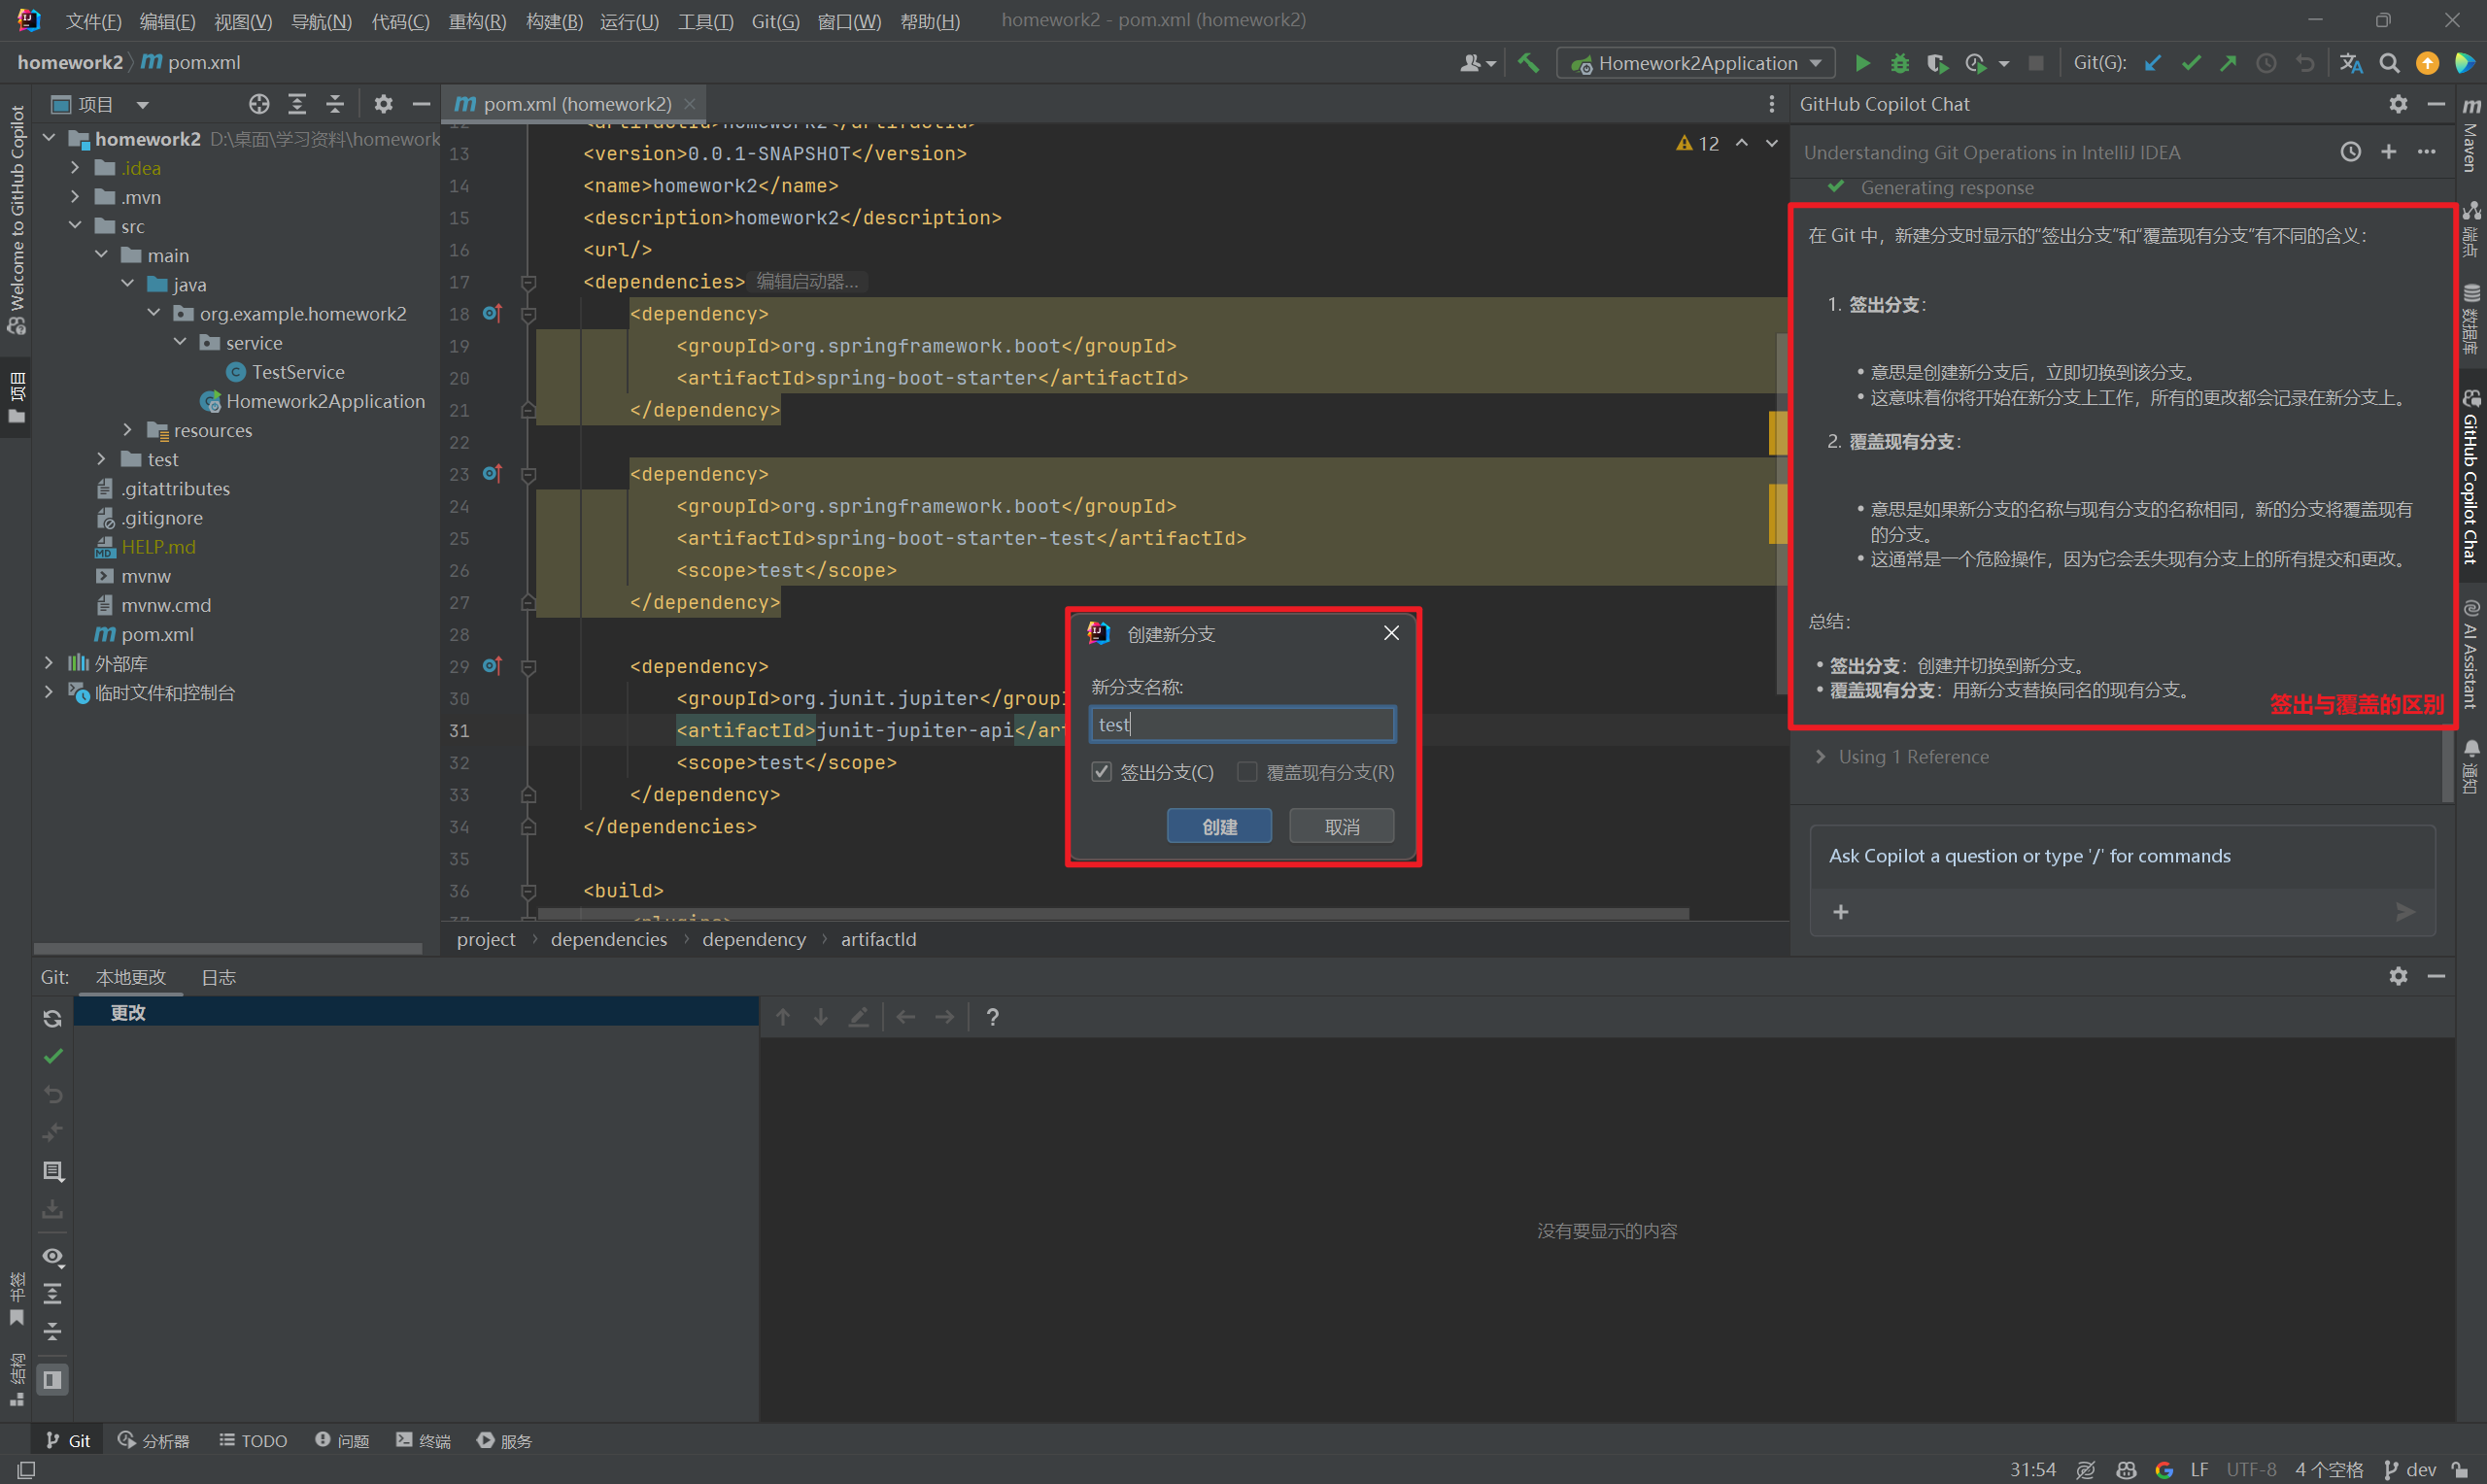 文件(F) 编辑(E) 视图(V) 导航(N) 代码(C) 重构(R) 构建(B) 运行(U) 工具(T) Git(G) 窗口(W) 帮助(H) homework2 - pom.xml (homework2)
homework2 pom.xml
Homework2Application
Git(G):
Welcome to GitHub Copilot
项目
书签
结构
项目
homework2 D:\桌面\学习资料\homework
.idea
.mvn
src
main
java
org.example.homework2
service
TestService
Homework2Application
resources
test
.gitattributes
.gitignore
HELP.md
mvnw
mvnw.cmd
pom.xml
外部库
临时文件和控制台
pom.xml (homework2)
12
13 <version>0.0.1-SNAPSHOT</version>
14 <name>homework2</name>
15 <description>homework2</description>
16 <url/>
17 <dependencies> 编辑启动器...
18 <dependency>
19 <groupId>org.springframework.boot</groupId>
20 <artifactId>spring-boot-starter</artifactId>
21 </dependency>
22
23 <dependency>
24 <groupId>org.springframework.boot</groupId>
25 <artifactId>spring-boot-starter-test</artifactId>
26 <scope>test</scope>
27 </dependency>
28
29 <dependency>
30 <groupId>org.junit.jupiter</groupI
31 <artifactId>junit-jupiter-api</art
32 <scope>test</scope>
33 </dependency>
34 </dependencies>
35
36 <build>
project dependencies dependency artifactId
创建新分支
新分支名称:
test
签出分支(C) 覆盖现有分支(R)
创建 取消
GitHub Copilot Chat
Understanding Git Operations in IntelliJ IDEA
Generating response
在 Git 中，新建分支时显示的“签出分支”和“覆盖现有分支”有不同的含义：
1. 签出分支：
• 意思是创建新分支后，立即切换到该分支。
• 这意味着你将开始在新分支上工作，所有的更改都会记录在新分支上。
2. 覆盖现有分支：
• 意思是如果新分支的名称与现有分支的名称相同，新的分支将覆盖现有
的分支。
• 这通常是一个危险操作，因为它会丢失现有分支上的所有提交和更改。
总结：
• 签出分支：创建并切换到新分支。
• 覆盖现有分支：用新分支替换同名的现有分支。
签出与覆盖的区别
Using 1 Reference
Ask Copilot a question or type '/' for commands
Maven
端点
数据库
GitHub Copilot Chat
AI Assistant
通知
Git: 本地更改 日志
更改
没有要显示的内容
Git 分析器 TODO 问题 终端 服务
31:54 LF UTF-8 4 个空格 dev